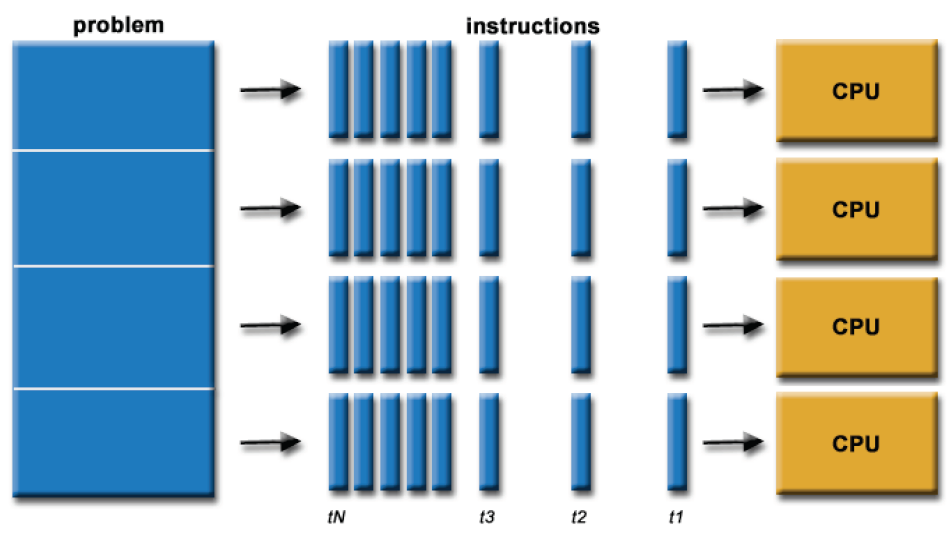 problem
instructions
CPU
CPU
CPU
CPU
tN t3 t2 t1